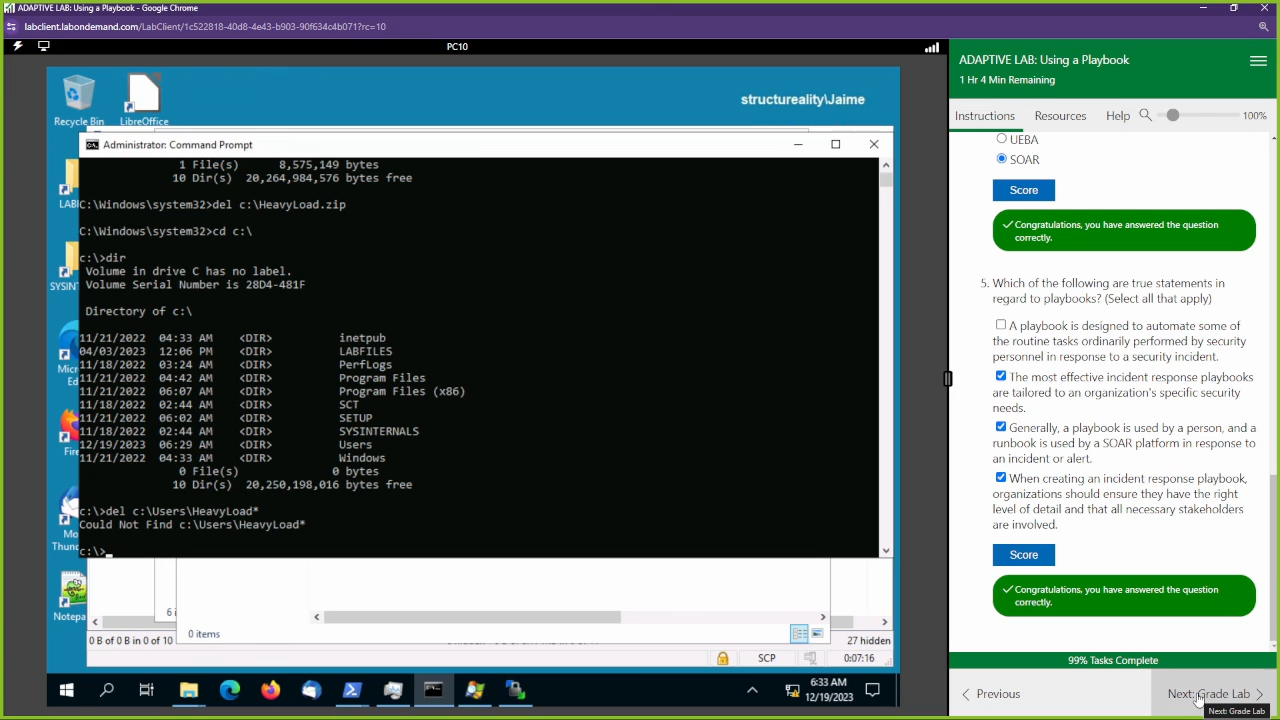 ADAPTIVE LAB: Using a Playbook - Google Chrome
labclient.labondemand.com/LabClient/1c522818-40d8-4e43-b903-90f634c4b071?rc=10
PC10
Recycle Bin
LibreOffice
structureality\Jaime
Administrator: Command Prompt
1 File(s) 8,575,149 bytes
10 Dir(s) 20,264,984,576 bytes free
C:\Windows\system32>del c:\HeavyLoad.zip
C:\Windows\system32>cd c:\
c:\>dir
Volume in drive C has no label.
Volume Serial Number is 28D4-481F
Directory of c:\
11/21/2022 04:33 AM <DIR> inetpub
04/03/2023 12:06 PM <DIR> LABFILES
11/18/2022 03:24 AM <DIR> PerfLogs
11/21/2022 04:42 AM <DIR> Program Files
11/21/2022 06:07 AM <DIR> Program Files (x86)
11/18/2022 02:44 AM <DIR> SCT
11/21/2022 06:02 AM <DIR> SETUP
11/18/2022 02:44 AM <DIR> SYSINTERNALS
12/19/2023 06:29 AM <DIR> Users
11/21/2022 04:33 AM <DIR> Windows
0 File(s) 0 bytes
10 Dir(s) 20,250,198,016 bytes free
c:\>del c:\Users\HeavyLoad*
Could Not Find c:\Users\HeavyLoad*
c:\>
LAB
SYSIN
Micr
Ed
Fire
Mo
Thun
Notep
6 i
0 items
0 B of 0 B in 0 of 10
27 hidden
SCP
0:07:16
6:33 AM
12/19/2023
ADAPTIVE LAB: Using a Playbook
1 Hr 4 Min Remaining
Instructions Resources Help 100%
UEBA
SOAR
Score
Congratulations, you have answered the question
correctly.
5. Which of the following are true statements in
regard to playbooks? (Select all that apply)
A playbook is designed to automate some of
the routine tasks ordinarily performed by security
personnel in response to a security incident.
The most effective incident response playbooks
are tailored to an organization's specific security
needs.
Generally, a playbook is used by a person, and a
runbook is used by a SOAR platform in response to
an incident or alert.
When creating an incident response playbook,
organizations should ensure they have the right
level of detail and that all necessary stakeholders
are involved.
Score
Congratulations, you have answered the question
correctly.
99% Tasks Complete
Previous
Next: Grade Lab
Next: Grade Lab